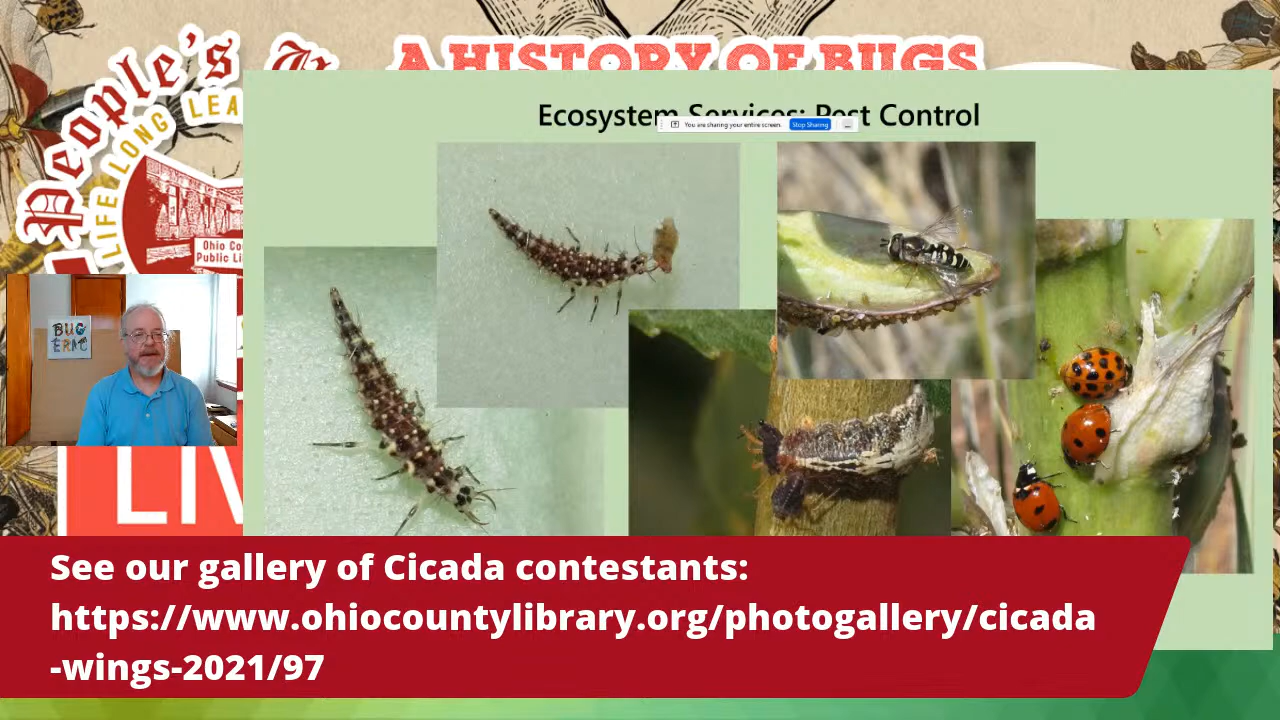 A HISTORY OF BUGS
People's
LIFE LONG LEA
Ohio Co
Public Li
Ecosystem Services: Pest Control
You are sharing your entire screen.
Stop Sharing
BUG
ERIC
LIV
See our gallery of Cicada contestants:
https://www.ohiocountylibrary.org/photogallery/cicada
-wings-2021/97